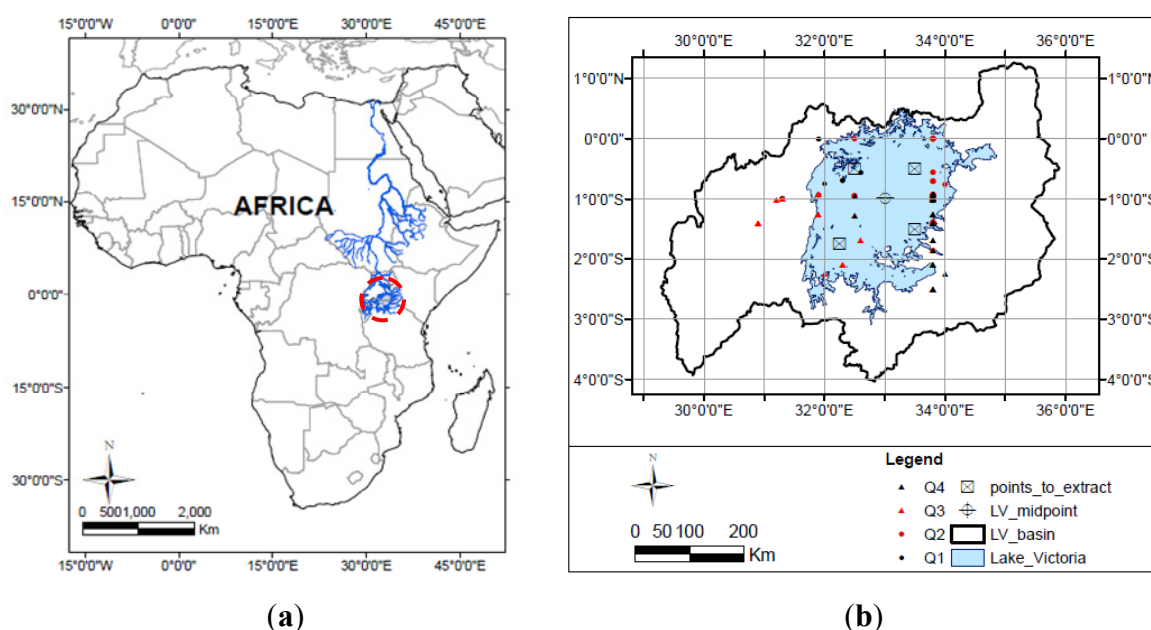 15°0'0"W 0°0'0" 15°0'0"E 30°0'0"E 45°0'0"E
30°0'0"N
15°0'0"N
0°0'0"
15°0'0"S
30°0'0"S
AFRICA
N
0 500 1,000 2,000
Km
15°0'0"W 0°0'0" 15°0'0"E 30°0'0"E 45°0'0"E
(a)
30°0'0"E 32°0'0"E 34°0'0"E 36°0'0"E
1°0'0"N 1°0'0"N
0°0'0" 0°0'0"
1°0'0"S 1°0'0"S
2°0'0"S 2°0'0"S
3°0'0"S 3°0'0"S
4°0'0"S 4°0'0"S
30°0'0"E 32°0'0"E 34°0'0"E 36°0'0"E
Legend
N
Q4 points_to_extract
Q3 LV_midpoint
Q2 LV_basin
Q1 Lake_Victoria
0 50 100 200
Km
(b)